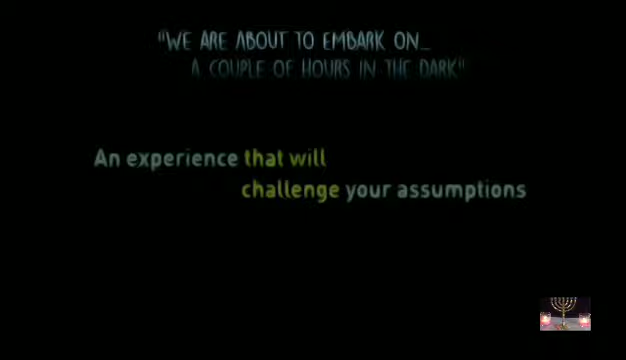 "WE ARE ABOUT TO EMBARK ON...
A COUPLE OF HOURS IN THE DARK"
An experience that will
challenge your assumptions